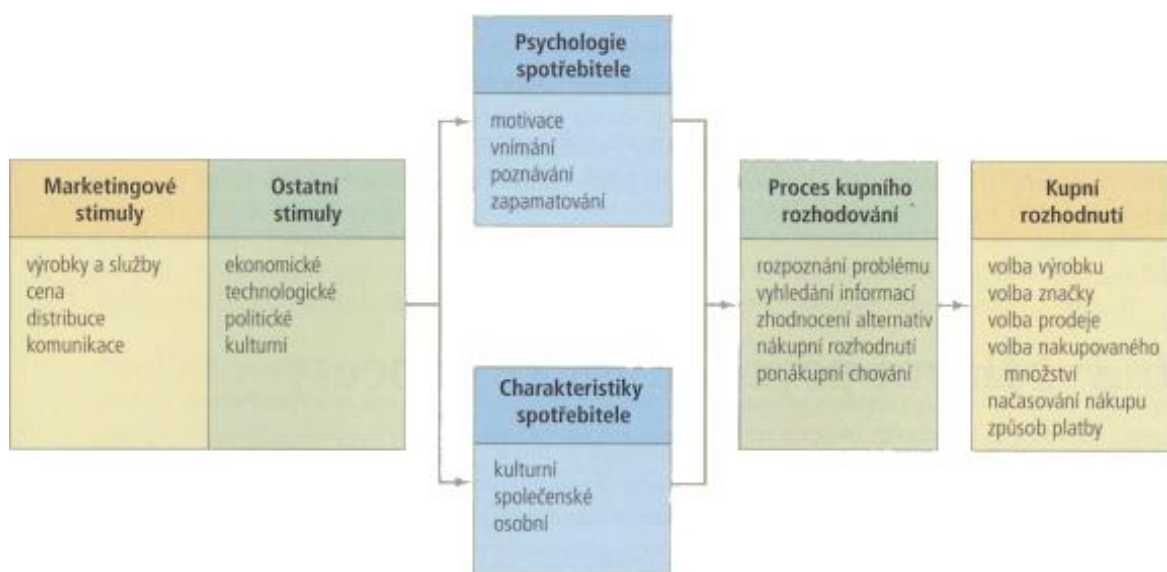 Psychologie
spotřebitele
motivace
vnímání
poznávání
zapamatování
Marketingové
stimuly
výrobky a služby
cena
distribuce
komunikace
Ostatní
stimuly
ekonomické
technologické
politické
kulturní
Charakteristiky
spotřebitele
kulturní
společenské
osobní
Proces kupního
rozhodování
rozpoznání problému
vyhledání informací
zhodnocení alternativ
nákupní rozhodnutí
ponákupní chování
Kupní
rozhodnutí
volba výrobku
volba značky
volba prodeje
volba nakupovaného
množství
načasování nákupu
způsob platby